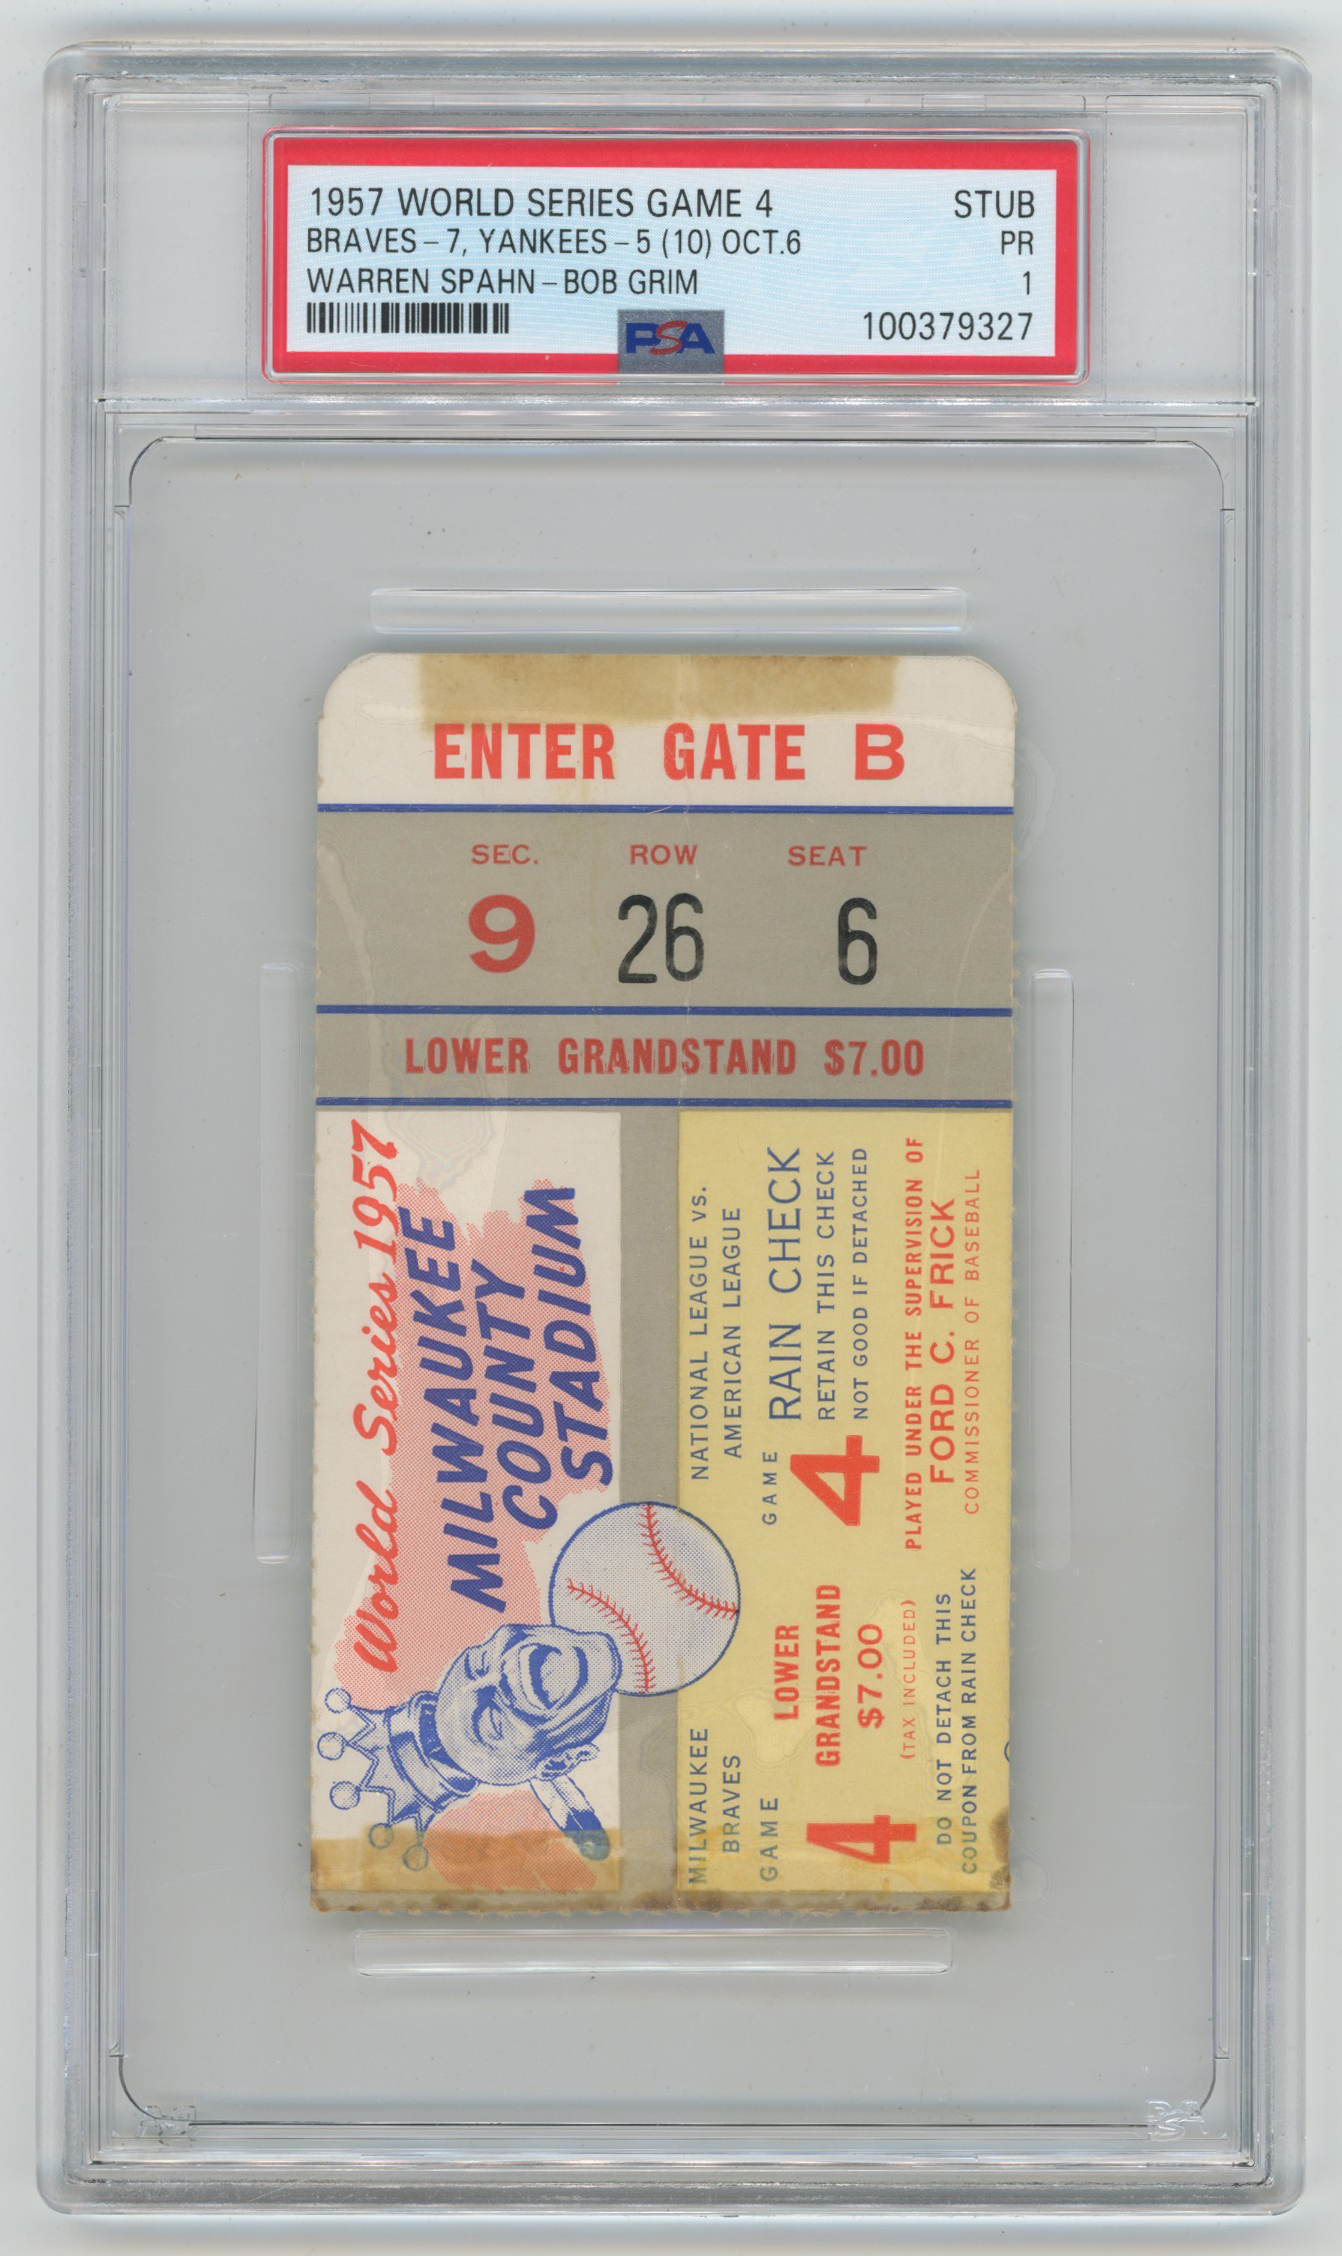 1957 WORLD SERIES GAME 4 STUB
BRAVES - 7, YANKEES - 5 (10) OCT.6 PR
WARREN SPAHN - BOB GRIM 1
PSA 100379327
ENTER GATE B
SEC. ROW SEAT
9 26 6
LOWER GRANDSTAND $7.00
World Series 1957
MILWAUKEE
COUNTY
STADIUM
MILWAUKEE
BRAVES
NATIONAL LEAGUE VS.
AMERICAN LEAGUE
GAME
4
LOWER
GRANDSTAND
$7.00
(TAX INCLUDED)
GAME
4
RAIN CHECK
RETAIN THIS CHECK
NOT GOOD IF DETACHED
PLAYED UNDER THE SUPERVISION OF
FORD C. FRICK
COMMISSIONER OF BASEBALL
DO NOT DETACH THIS
COUPON FROM RAIN CHECK